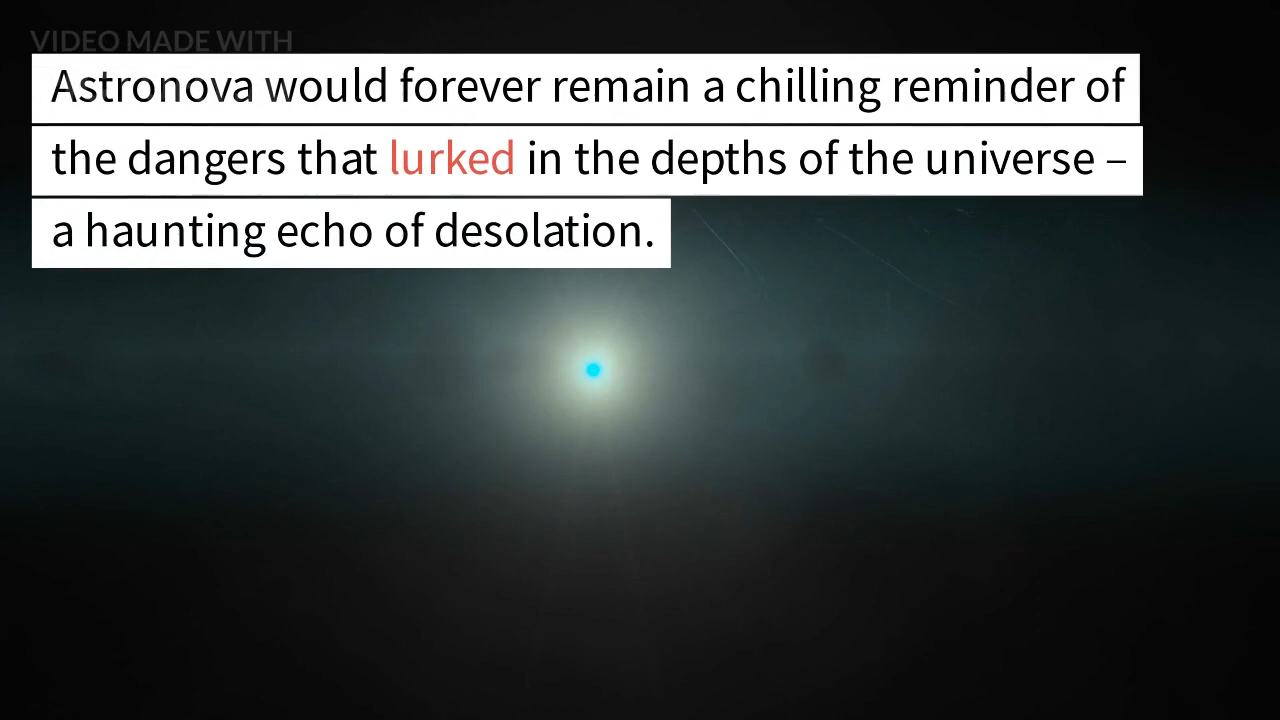 VIDEO MADE WITH
Astronova would forever remain a chilling reminder of
the dangers that lurked in the depths of the universe –
a haunting echo of desolation.